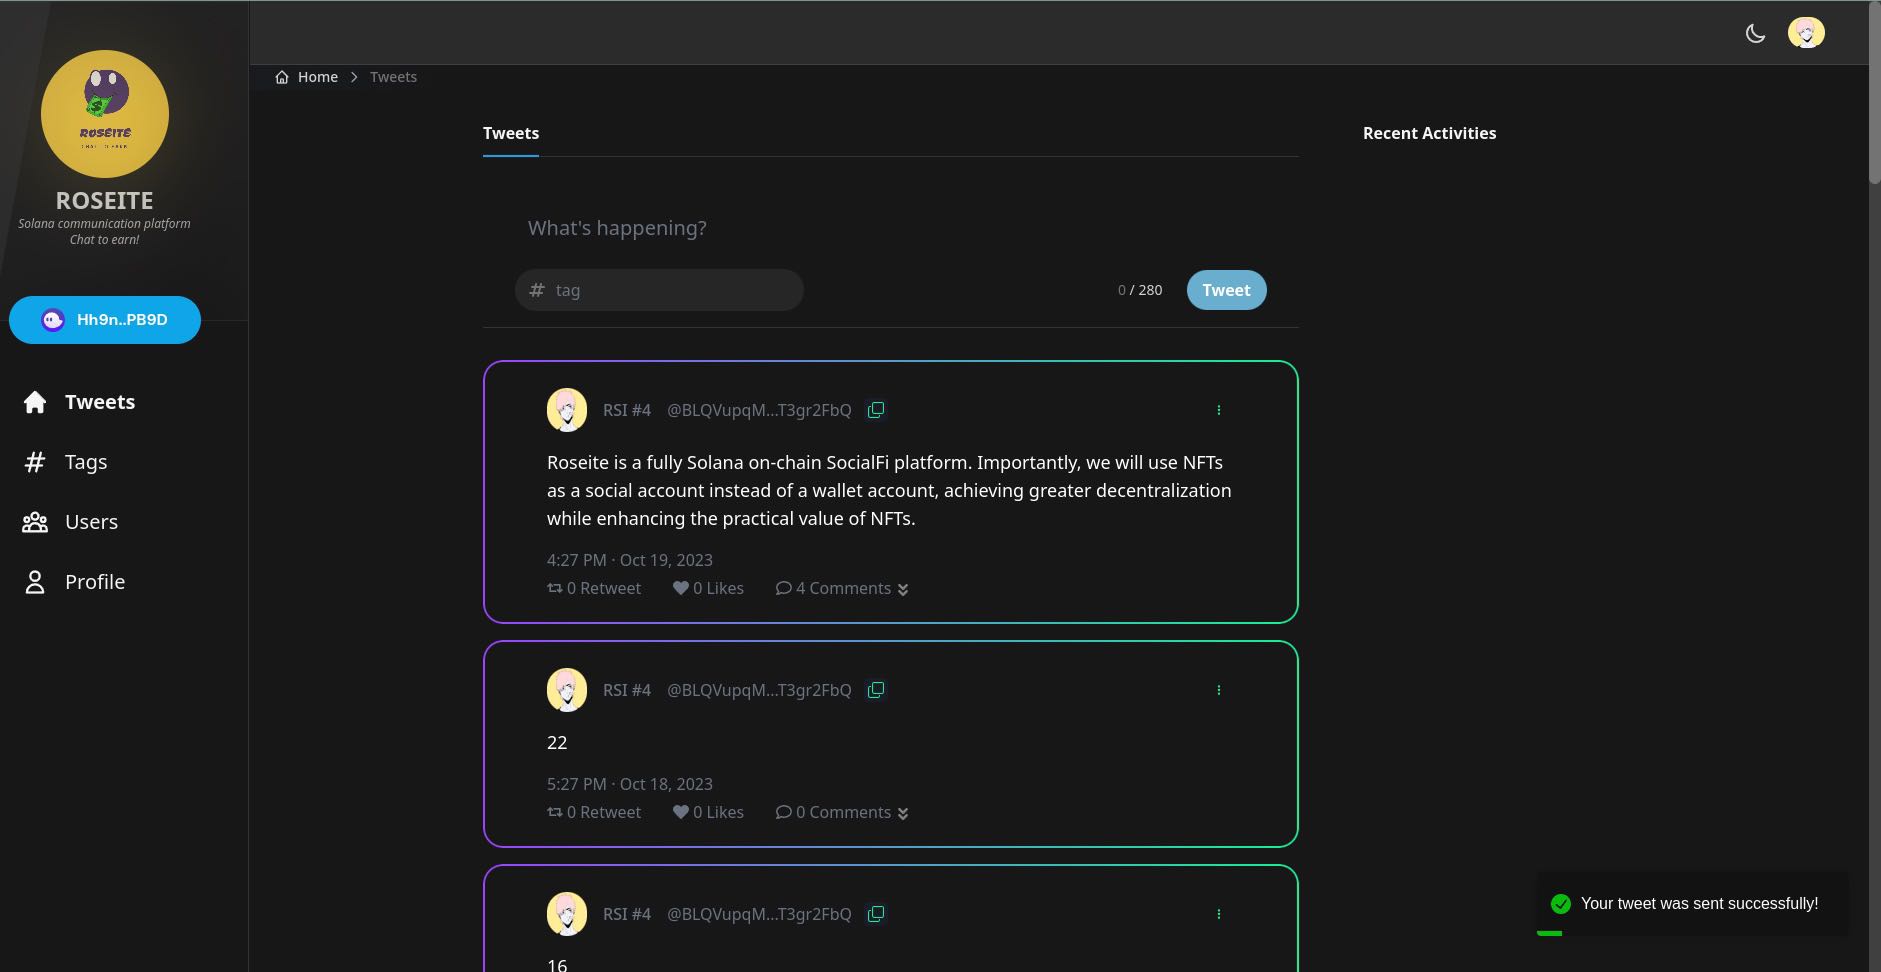 ROSEITE
ROSEITE
Solana communication platform
Chat to earn!
Hh9n..PB9D
Tweets
Tags
Users
Profile
Home
Tweets
Tweets
What's happening?
# tag
0 / 280
Tweet
RSI #4 @BLQVupqM...T3gr2FbQ
Roseite is a fully Solana on-chain SocialFi platform. Importantly, we will use NFTs
as a social account instead of a wallet account, achieving greater decentralization
while enhancing the practical value of NFTs.
4:27 PM · Oct 19, 2023
0 Retweet 0 Likes 4 Comments
RSI #4 @BLQVupqM...T3gr2FbQ
22
5:27 PM · Oct 18, 2023
0 Retweet 0 Likes 0 Comments
RSI #4 @BLQVupqM...T3gr2FbQ
16
Recent Activities
Your tweet was sent successfully!